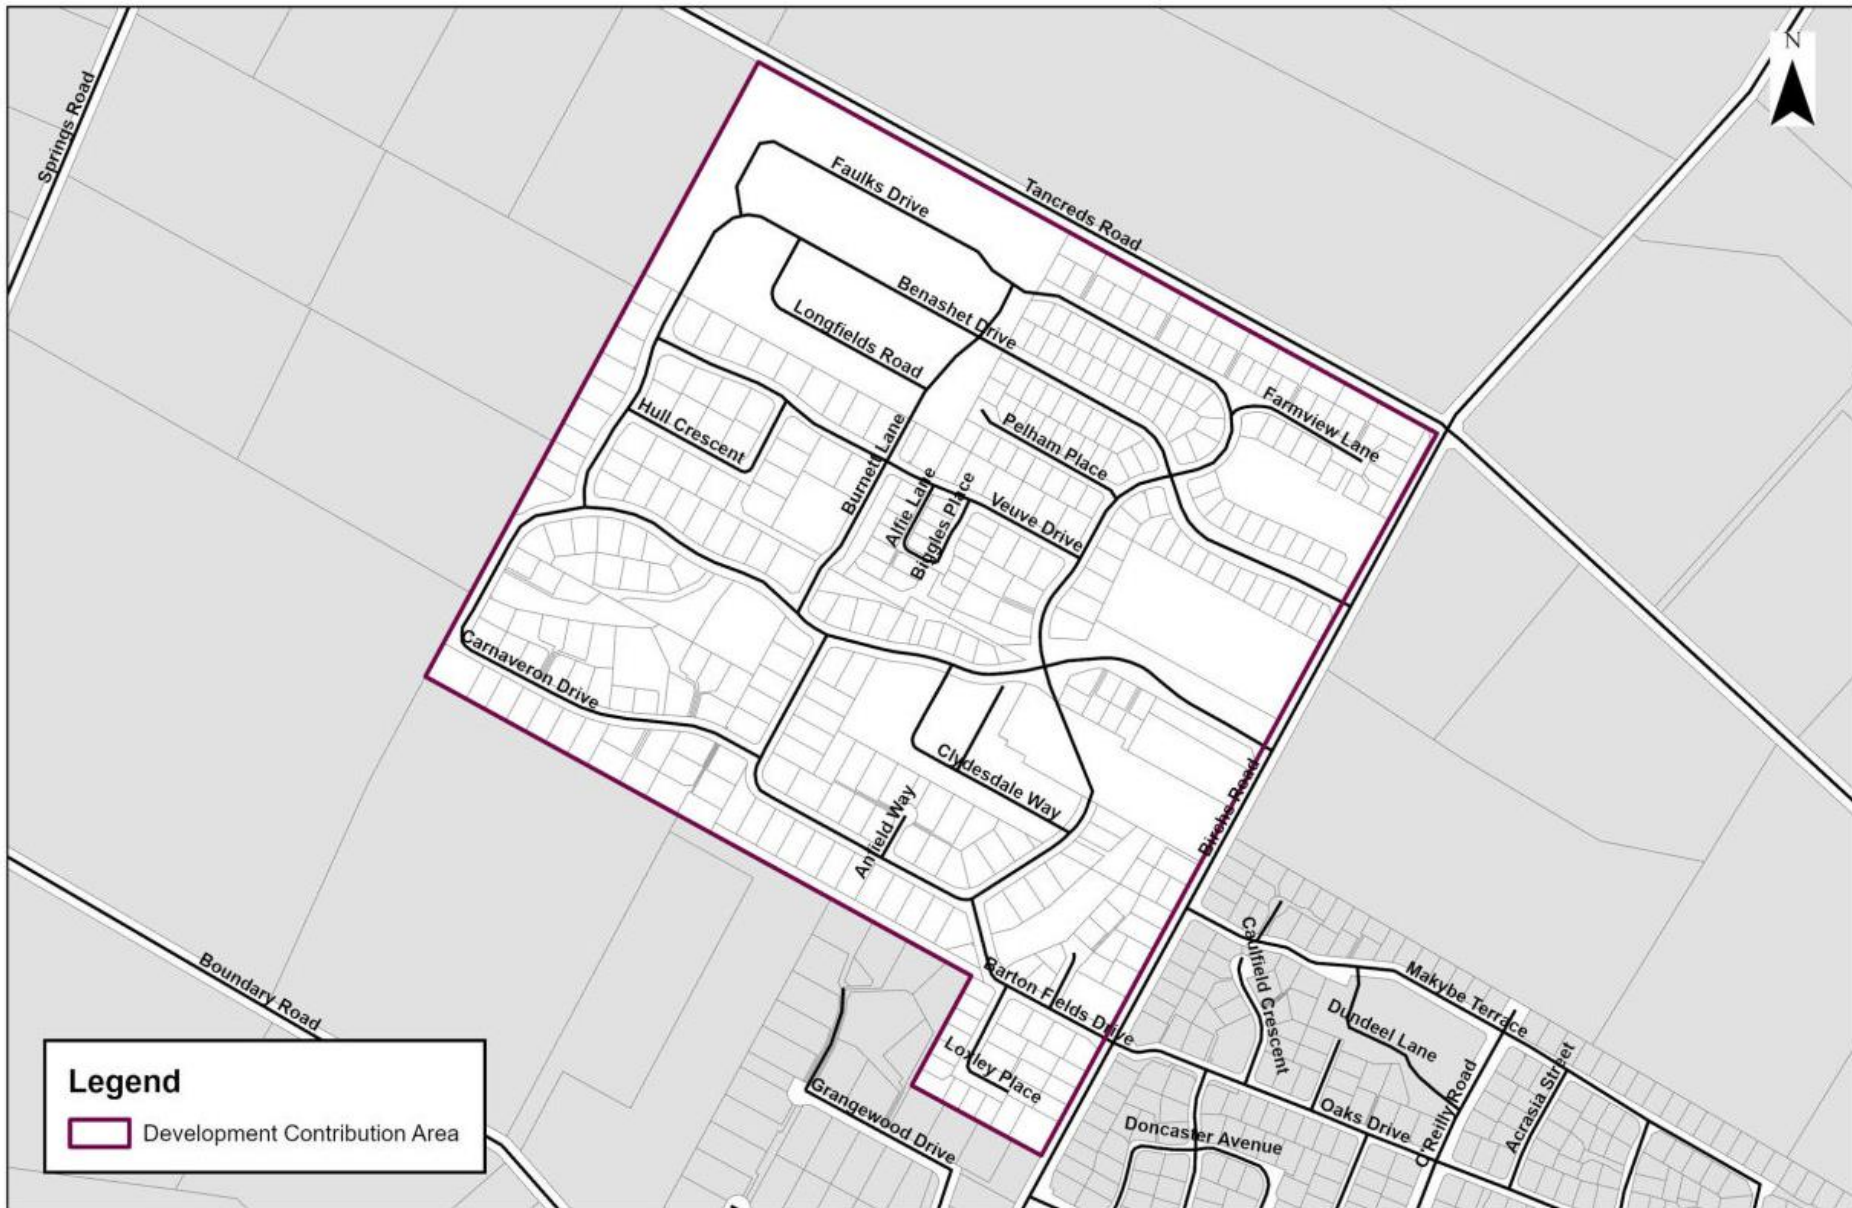 N
Springs Road
Faulks Drive
Tancreds Road
Benashet Drive
Longfields Road
Farmview Lane
Hull Crescent
Pelham Place
Burnett Lane
Alfie Lane
Biggles Place
Veuve Drive
Carnaveron Drive
Clydesdale Way
Anfield Way
Birchs Road
Boundary Road
Caulfield Crescent
Barton Fields Drive
Makybe Terrace
Dundeel Lane
Loxley Place
Grangewood Drive
Oaks Drive
O'Reilly Road
Acrasia Street
Doncaster Avenue
Legend
Development Contribution Area